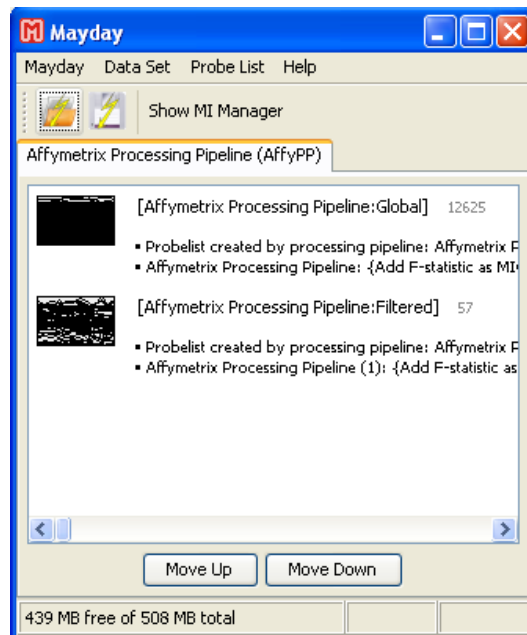 Mayday
Mayday Data Set Probe List Help
Show MI Manager
Affymetrix Processing Pipeline (AffyPP)
[Affymetrix Processing Pipeline:Global] 12625
▪ Probelist created by processing pipeline: Affymetrix P
▪ Affymetrix Processing Pipeline: {Add F-statistic as MI
[Affymetrix Processing Pipeline:Filtered] 57
▪ Probelist created by processing pipeline: Affymetrix P
▪ Affymetrix Processing Pipeline (1): {Add F-statistic as
Move Up Move Down
439 MB free of 508 MB total